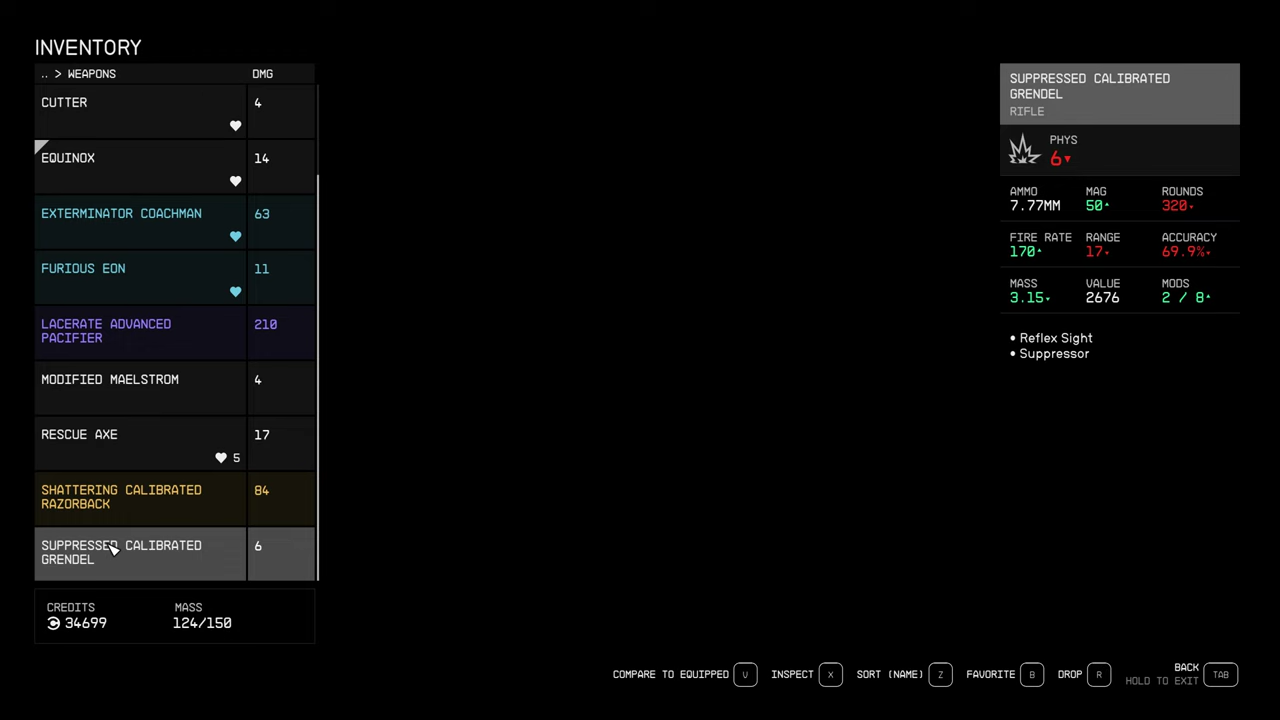 INVENTORY
.. > WEAPONS DMG
CUTTER 4
EQUINOX 14
EXTERMINATOR COACHMAN 63
FURIOUS EON 11
LACERATE ADVANCED
PACIFIER 210
MODIFIED MAELSTROM 4
RESCUE AXE 17
5
SHATTERING CALIBRATED
RAZORBACK 84
SUPPRESSED CALIBRATED
GRENDEL 6
CREDITS MASS
34699 124/150
SUPPRESSED CALIBRATED
GRENDEL
RIFLE
PHYS
6
AMMO MAG ROUNDS
7.77MM 50 320
FIRE RATE RANGE ACCURACY
170 17 69.9%
MASS VALUE MODS
3.15 2676 2 / 8
• Reflex Sight
• Suppressor
COMPARE TO EQUIPPED V INSPECT X SORT (NAME) Z FAVORITE B DROP R BACK TAB
HOLD TO EXIT